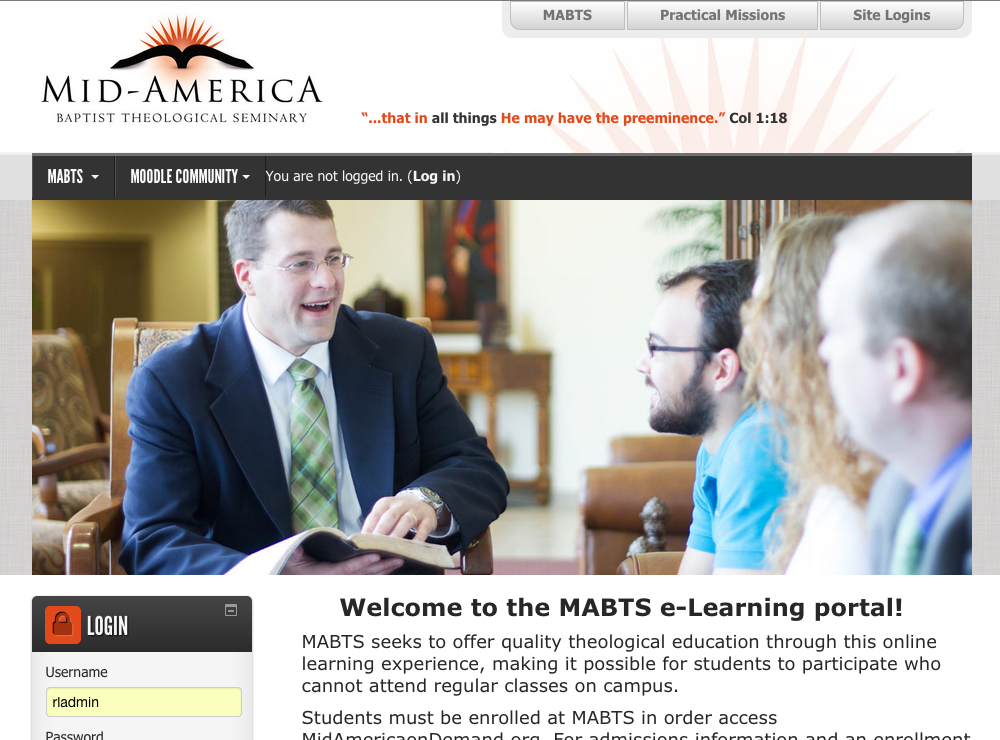 MABTS
Practical Missions
Site Logins
MID-AMERICA
BAPTIST THEOLOGICAL SEMINARY
“...that in all things He may have the preeminence.” Col 1:18
MABTS
MOODLE COMMUNITY
You are not logged in. (Log in)
LOGIN
Username
rladmin
Password
Welcome to the MABTS e-Learning portal!
MABTS seeks to offer quality theological education through this online
learning experience, making it possible for students to participate who
cannot attend regular classes on campus.
Students must be enrolled at MABTS in order access
MidAmericaonDemand.org. For admissions information and an enrollment